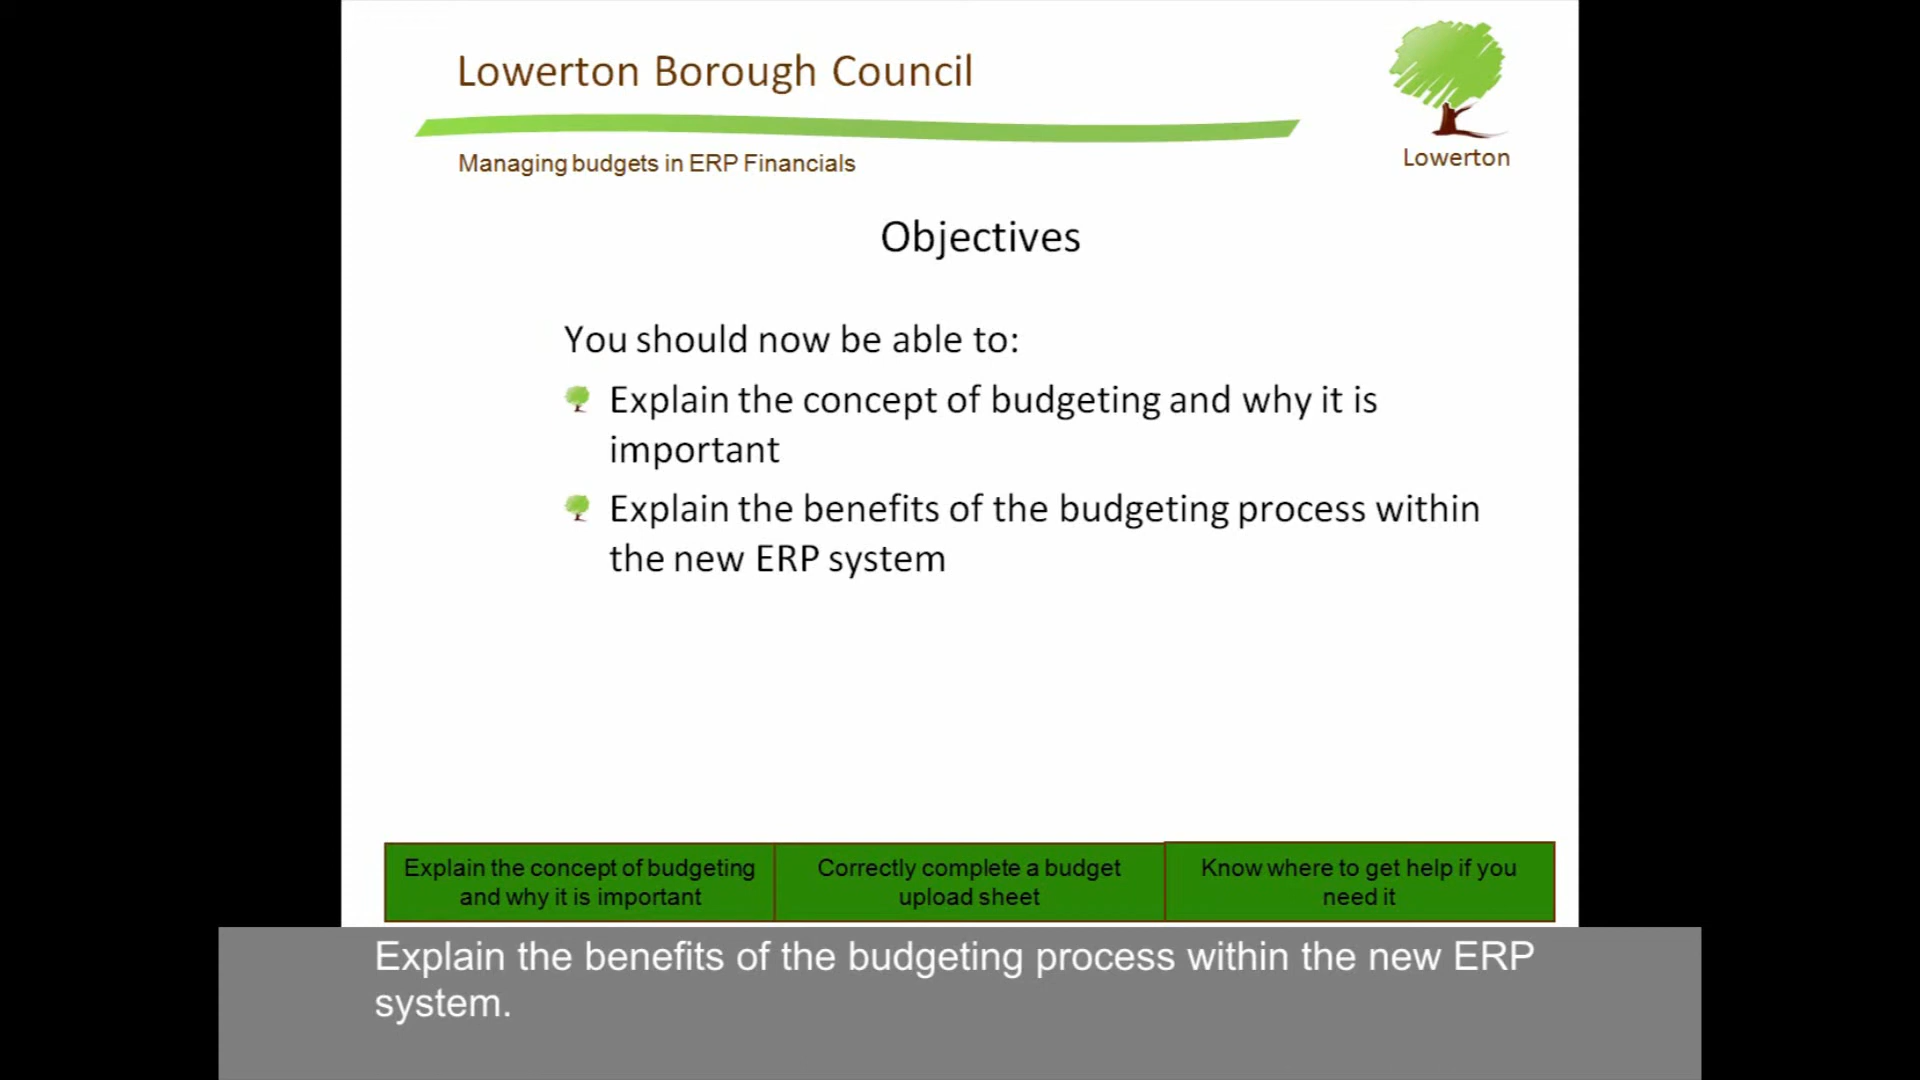 Lowerton Borough Council
Lowerton
Managing budgets in ERP Financials
Objectives
You should now be able to:
Explain the concept of budgeting and why it is
important
Explain the benefits of the budgeting process within
the new ERP system
Explain the concept of budgeting
and why it is important
Correctly complete a budget
upload sheet
Know where to get help if you
need it
Explain the benefits of the budgeting process within the new ERP
system.